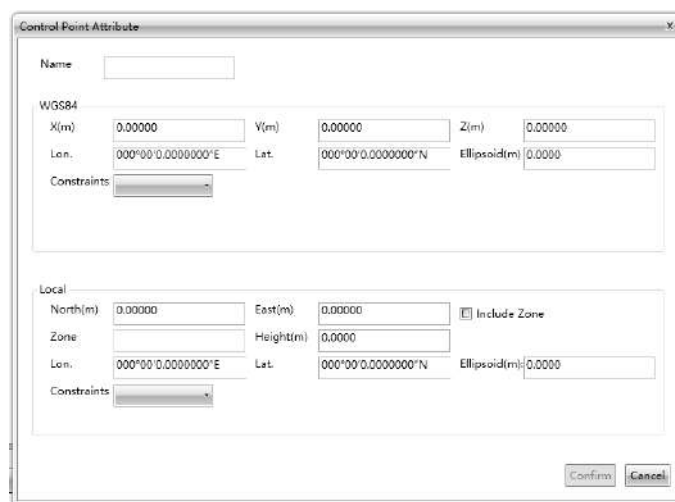 Control Point Attribute x
Name
WGS84
X(m) 0.00000 Y(m) 0.00000 Z(m) 0.00000
Lon. 000°00'0.0000000"E Lat. 000°00'0.0000000"N Ellipsoid(m) 0.0000
Constraints
Local
North(m) 0.00000 East(m) 0.00000 Include Zone
Zone Height(m) 0.0000
Lon. 000°00'0.0000000"E Lat. 000°00'0.0000000"N Ellipsoid(m): 0.0000
Constraints
Confirm Cancel